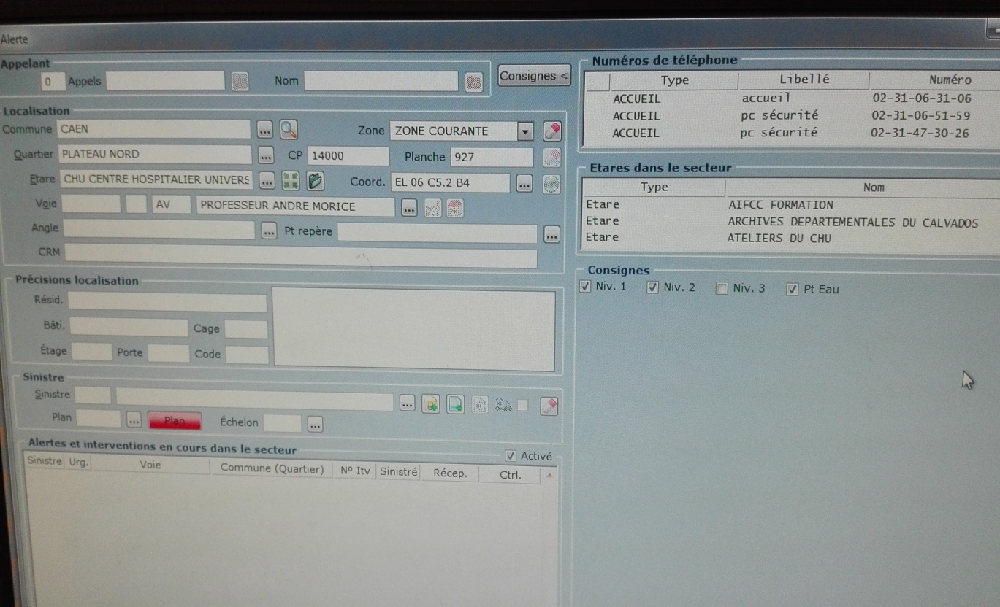 Alerte
Appelant
0 Appels Nom Consignes <
Localisation
Commune CAEN ... Zone ZONE COURANTE
Quartier PLATEAU NORD ... CP 14000 Planche 927
Etare CHU CENTRE HOSPITALIER UNIVERS ... Coord. EL 06 C5.2 B4 ...
Voie AV PROFESSEUR ANDRE MORICE ...
Angle ... Pt repère ...
CRM
Précisions localisation
Résid.
Bâti. Cage
Étage Porte Code
Sinistre
Sinistre ...
Plan ... Plan Échelon ...
Alertes et interventions en cours dans le secteur Activé
Sinistre Urg. Voie Commune (Quartier) Nº Itv Sinistré Récep. Ctrl.
Numéros de téléphone
Type Libellé Numéro
ACCUEIL accueil 02-31-06-31-06
ACCUEIL pc sécurité 02-31-06-51-59
ACCUEIL pc sécurité 02-31-47-30-26
Etares dans le secteur
Type Nom
Etare AIFCC FORMATION
Etare ARCHIVES DEPARTEMENTALES DU CALVADOS
Etare ATELIERS DU CHU
Consignes
Niv. 1 Niv. 2 Niv. 3 Pt Eau